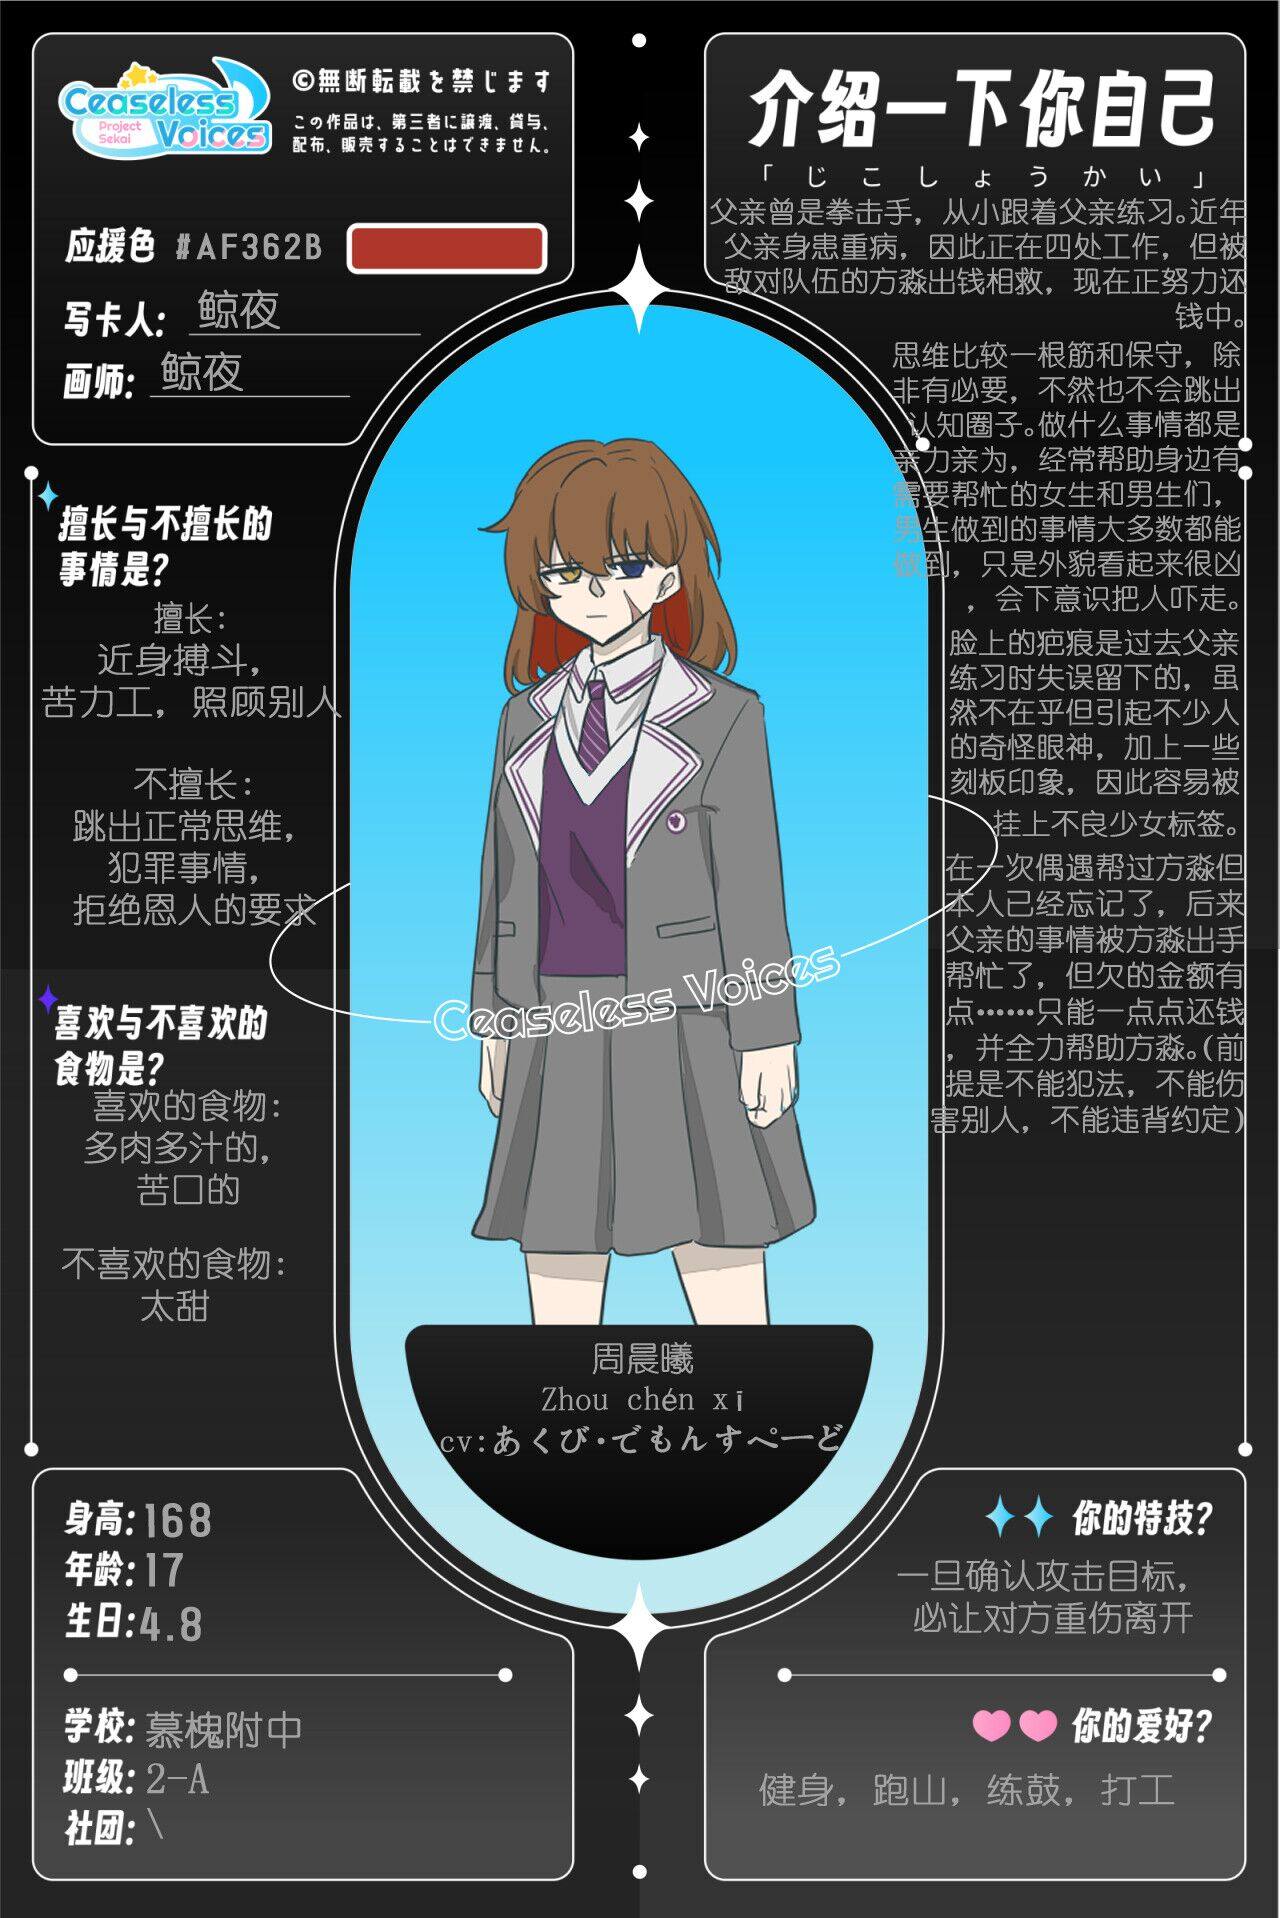 Ceaseless
Voices
Project
Sekai
©無断転載を禁じます
この作品は、第三者に譲渡、貸与、
配布、販売することはできません。
应援色 #AF362B
写卡人: 鲸夜
画师: 鲸夜
介绍一下你自己
「じこしょうかい」
父亲曾是拳击手，从小跟着父亲练习。近年
父亲身患重病，因此正在四处工作，但被
敌对队伍的方淼出钱相救，现在正努力还
钱中。
思维比较一根筋和保守，除
非有必要，不然也不会跳出
认知圈子。做什么事情都是
亲力亲为，经常帮助身边有
需要帮忙的女生和男生们，
男生做到的事情大多数都能
做到，只是外貌看起来很凶
，会下意识把人吓走。
脸上的疤痕是过去父亲
练习时失误留下的，虽
然不在乎但引起不少人
的奇怪眼神，加上一些
刻板印象，因此容易被
挂上不良少女标签。
在一次偶遇帮过方淼但
本人已经忘记了，后来
父亲的事情被方淼出手
帮忙了，但欠的金额有
点……只能一点点还钱
，并全力帮助方淼。(前
提是不能犯法，不能伤
害别人，不能违背约定)
擅长与不擅长的
事情是?
擅长:
近身搏斗，
苦力工，照顾别人
不擅长:
跳出正常思维，
犯罪事情，
拒绝恩人的要求
喜欢与不喜欢的
食物是?
喜欢的食物:
多肉多汁的，
苦口的
不喜欢的食物:
太甜
Ceaseless Voices
周晨曦
Zhou chén xī
cv:あくび·でもんすぺーど
身高:168
年龄:17
生日:4.8
学校:慕槐附中
班级:2-A
社团:\
你的特技?
一旦确认攻击目标，
必让对方重伤离开
你的爱好?
健身，跑山，练鼓，打工